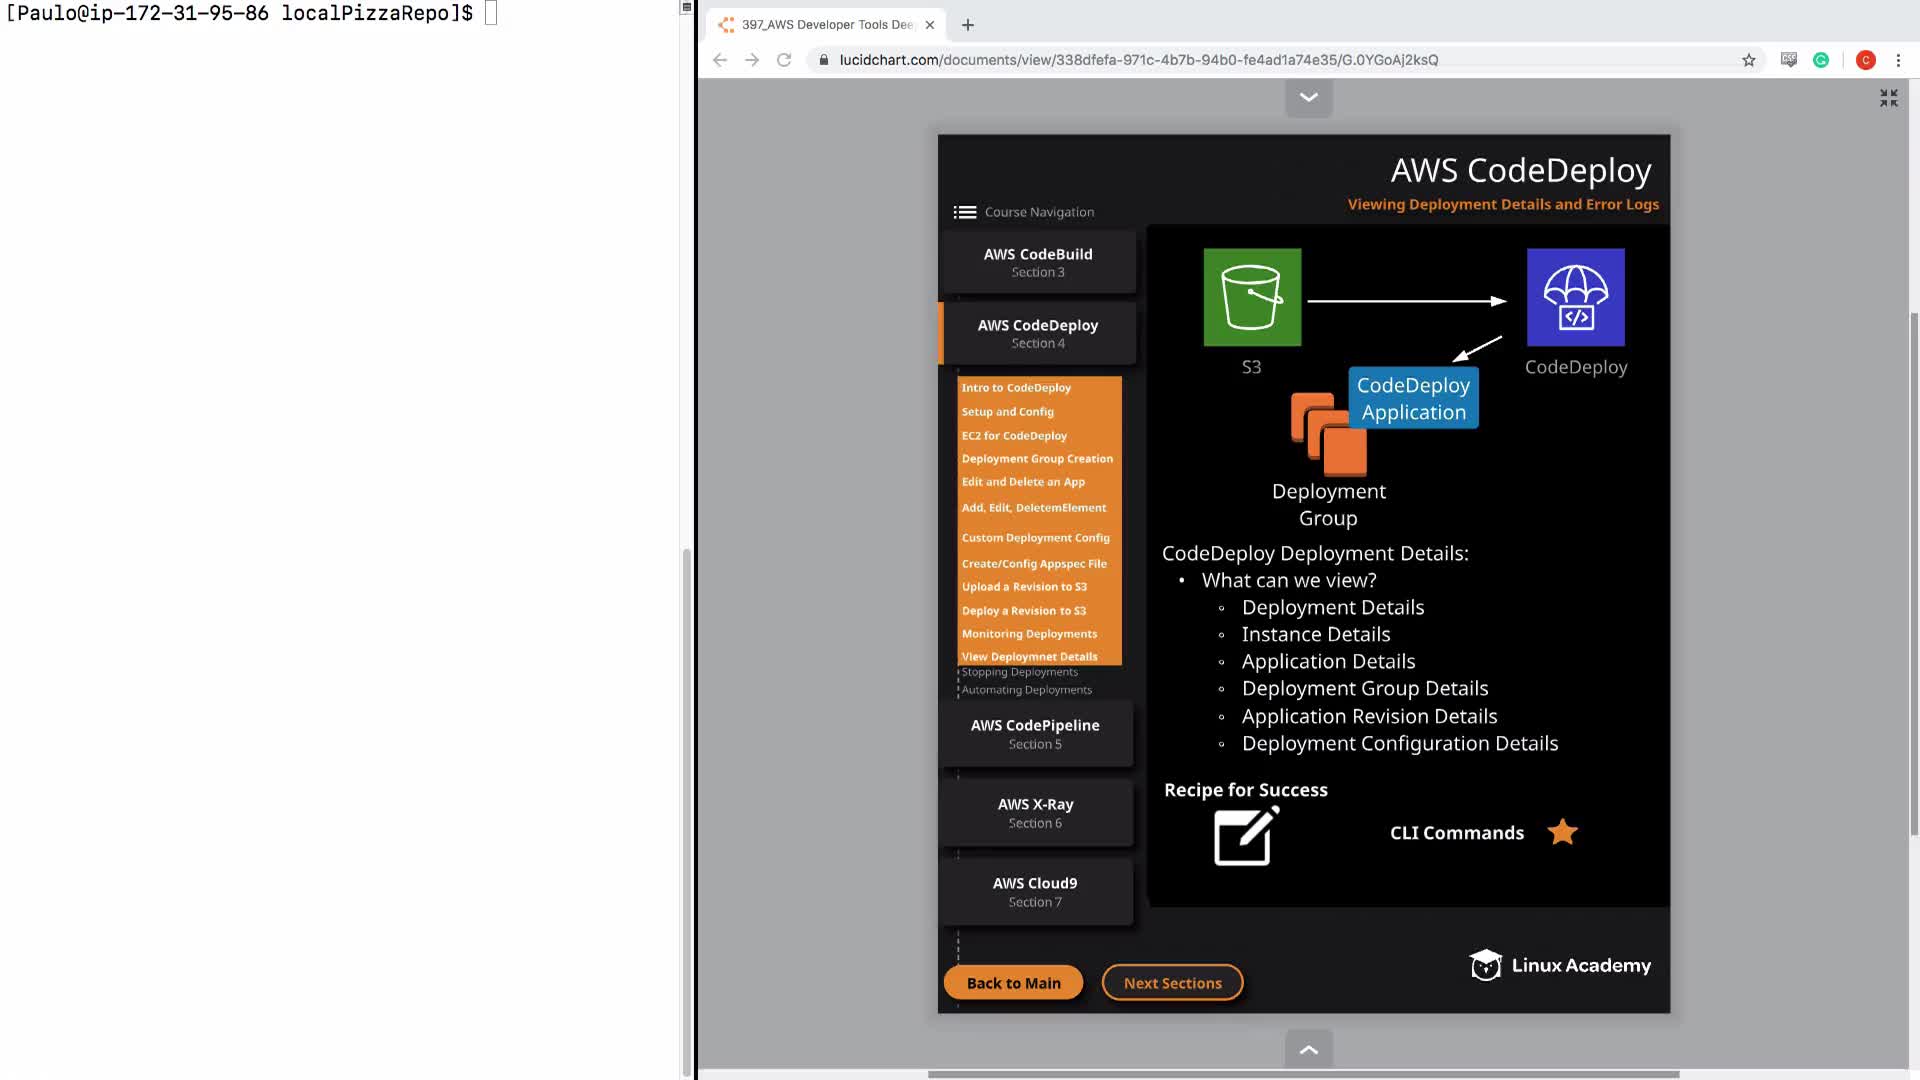 [Paulo@ip-172-31-95-86 localPizzaRepo]$
397_AWS Developer Tools Dee
lucidchart.com/documents/view/338dfefa-971c-4b7b-94b0-fe4ad1a74e35/G.0YGoAj2ksQ
C
AWS CodeDeploy
Viewing Deployment Details and Error Logs
Course Navigation
AWS CodeBuild
Section 3
AWS CodeDeploy
Section 4
Intro to CodeDeploy
Setup and Config
EC2 for CodeDeploy
Deployment Group Creation
Edit and Delete an App
Add, Edit, DeletemElement
Custom Deployment Config
Create/Config Appspec File
Upload a Revision to S3
Deploy a Revision to S3
Monitoring Deployments
View Deploymnet Details
Stopping Deployments
Automating Deployments
AWS CodePipeline
Section 5
AWS X-Ray
Section 6
AWS Cloud9
Section 7
Back to Main
Next Sections
S3
CodeDeploy
CodeDeploy
Application
Deployment
Group
CodeDeploy Deployment Details:
• What can we view?
◦ Deployment Details
◦ Instance Details
◦ Application Details
◦ Deployment Group Details
◦ Application Revision Details
◦ Deployment Configuration Details
Recipe for Success
CLI Commands
Linux Academy